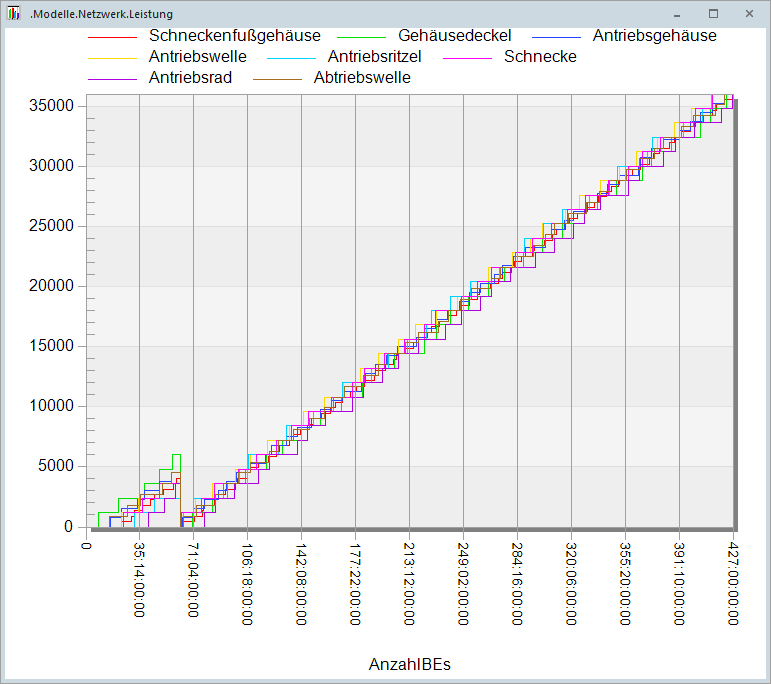 .Modelle.Netzwerk.Leistung
Schneckenfußgehäuse Gehäusedeckel Antriebsgehäuse
Antriebswelle Antriebsritzel Schnecke
Antriebsrad Abtriebswelle
35000
30000
25000
20000
15000
10000
5000
0
0 35:14:00:00 71:04:00:00 106:18:00:00 142:08:00:00 177:22:00:00 213:12:00:00 249:02:00:00 284:16:00:00 320:06:00:00 355:20:00:00 391:10:00:00 427:00:00:00
AnzahlBEs